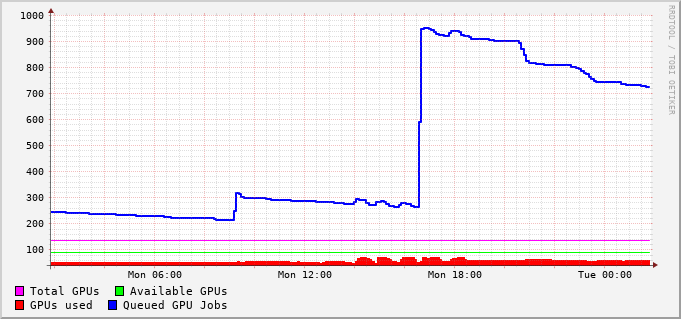 1000
900
800
700
600
500
400
300
200
100
Mon 06:00 Mon 12:00 Mon 18:00 Tue 00:00
Total GPUs Available GPUs
GPUs used Queued GPU Jobs
RRDTOOL / TOBI OETIKER